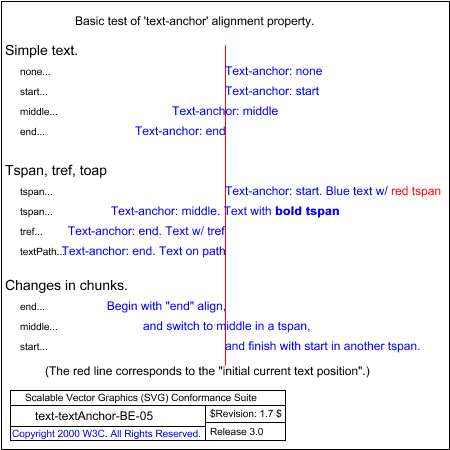 Basic test of 'text-anchor' alignment property.
Simple text.
none... Text-anchor: none
start... Text-anchor: start
middle... Text-anchor: middle
end... Text-anchor: end
Tspan, tref, toap
tspan... Text-anchor: start. Blue text w/ red tspan
tspan... Text-anchor: middle. Text with bold tspan
tref... Text-anchor: end. Text w/ tref
textPath... Text-anchor: end. Text on path
Changes in chunks.
end... Begin with "end" align,
middle... and switch to middle in a tspan,
start... and finish with start in another tspan.
(The red line corresponds to the "initial current text position".)
Scalable Vector Graphics (SVG) Conformance Suite
text-textAnchor-BE-05 $Revision: 1.7 $
Copyright 2000 W3C. All Rights Reserved. Release 3.0